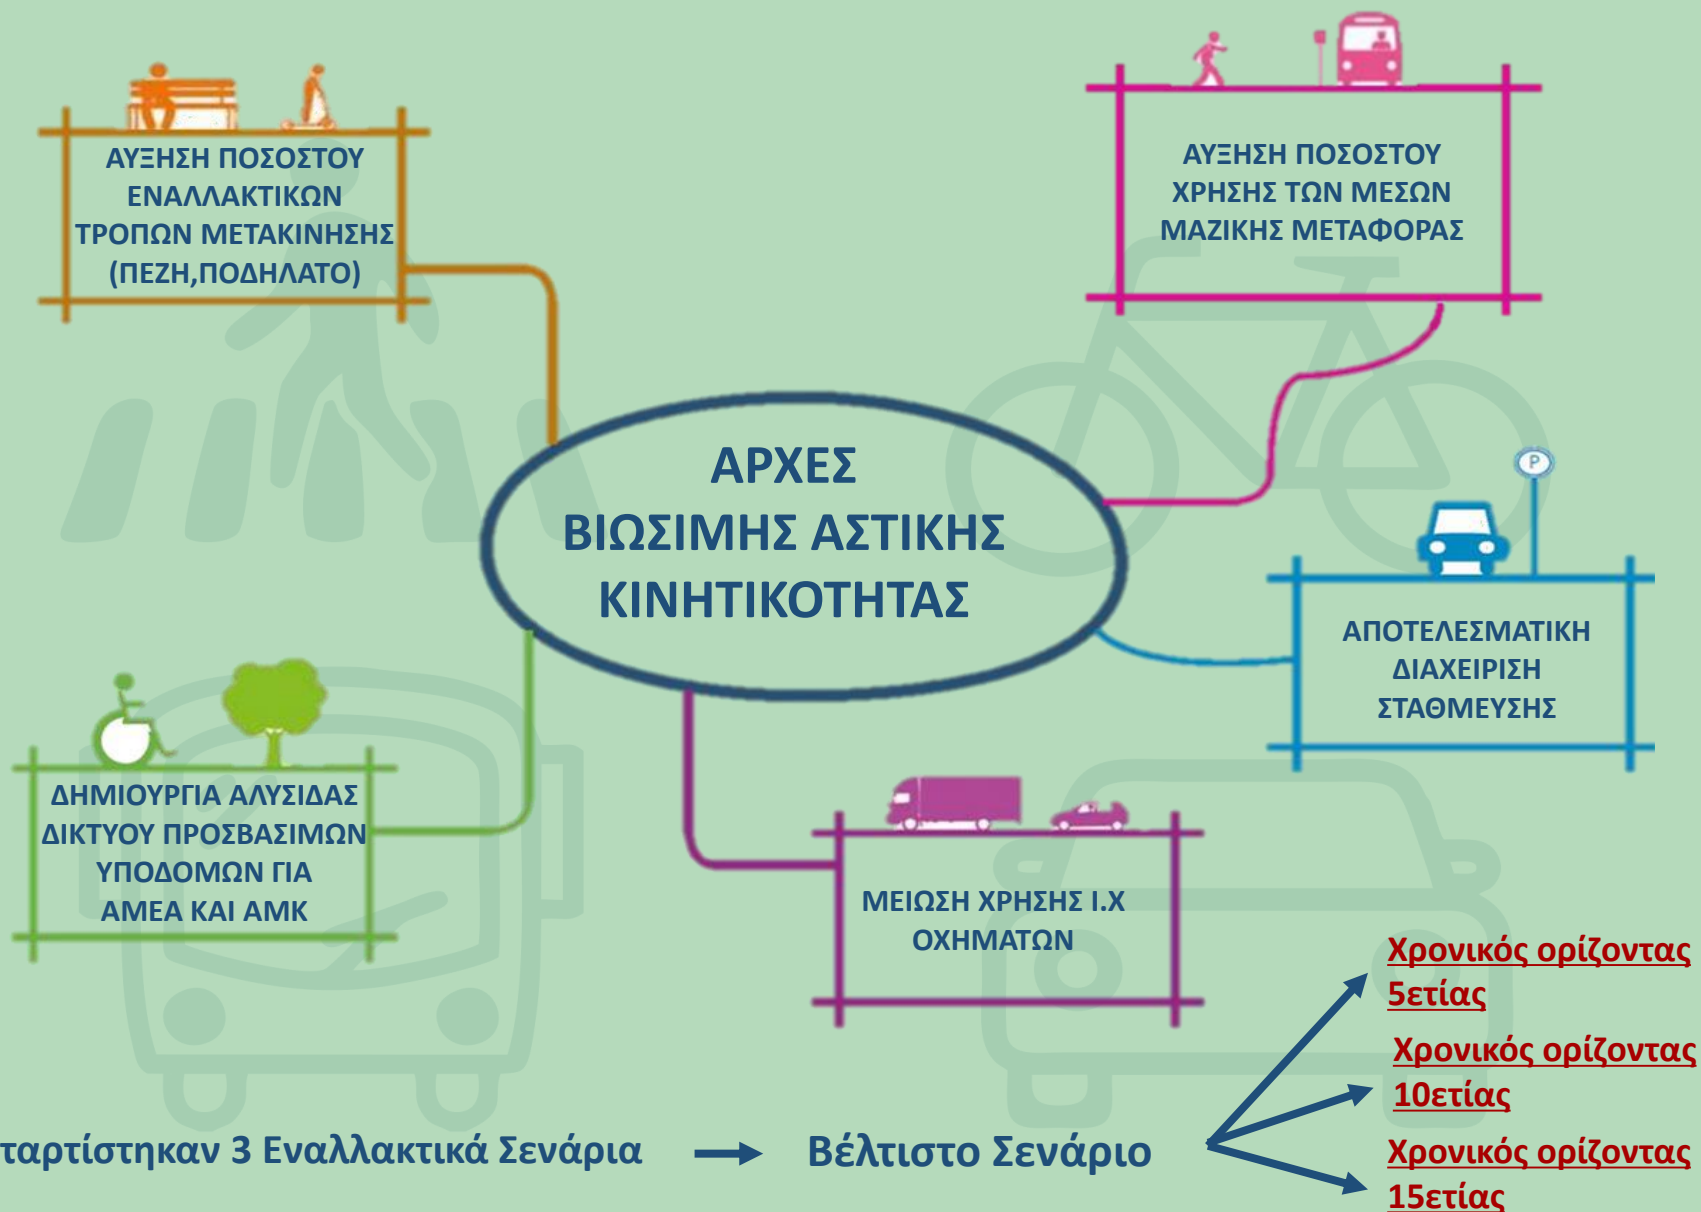 ΑΥΞΗΣΗ ΠΟΣΟΣΤΟΥ
ΕΝΑΛΛΑΚΤΙΚΩΝ
ΤΡΟΠΩΝ ΜΕΤΑΚΙΝΗΣΗΣ
(ΠΕΖΗ,ΠΟΔΗΛΑΤΟ)
ΑΥΞΗΣΗ ΠΟΣΟΣΤΟΥ
ΧΡΗΣΗΣ ΤΩΝ ΜΕΣΩΝ
ΜΑΖΙΚΗΣ ΜΕΤΑΦΟΡΑΣ
ΑΡΧΕΣ
ΒΙΩΣΙΜΗΣ ΑΣΤΙΚΗΣ
ΚΙΝΗΤΙΚΟΤΗΤΑΣ
P
ΑΠΟΤΕΛΕΣΜΑΤΙΚΗ
ΔΙΑΧΕΙΡΙΣΗ
ΣΤΑΘΜΕΥΣΗΣ
ΔΗΜΙΟΥΡΓΙΑ ΑΛΥΣΙΔΑΣ
ΔΙΚΤΥΟΥ ΠΡΟΣΒΑΣΙΜΩΝ
ΥΠΟΔΟΜΩΝ ΓΙΑ
ΑΜΕΑ ΚΑΙ ΑΜΚ
ΜΕΙΩΣΗ ΧΡΗΣΗΣ Ι.Χ
ΟΧΗΜΑΤΩΝ
ταρτίστηκαν 3 Εναλλακτικά Σενάρια
Βέλτιστο Σενάριο
Χρονικός ορίζοντας
5ετίας
Χρονικός ορίζοντας
10ετίας
Χρονικός ορίζοντας
15ετίας